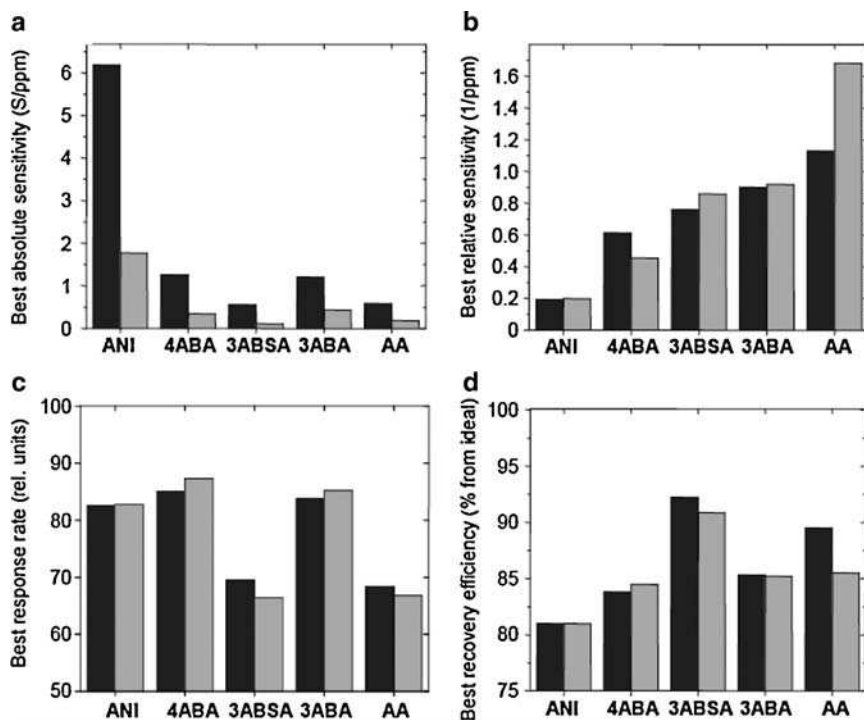 a
Best absolute sensitivity (S/ppm)
6
5
4
3
2
1
0
ANI 4ABA 3ABSA 3ABA AA
b
Best relative sensitivity (1/ppm)
1.6
1.4
1.2
1.0
0.8
0.6
0.4
0.2
0
ANI 4ABA 3ABSA 3ABA AA
c
Best response rate (rel. units)
100
90
80
70
60
50
ANI 4ABA 3ABSA 3ABA AA
d
Best recovery efficiency (% from ideal)
100
95
90
85
80
75
ANI 4ABA 3ABSA 3ABA AA